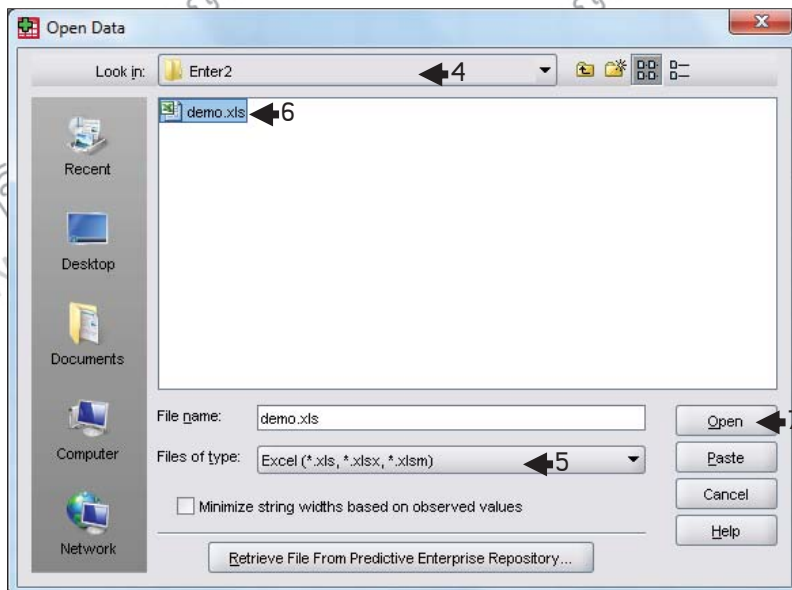 Open Data
Look in: Enter2 4
demo.xls 6
Recent
Desktop
Documents
Computer
Network
File name: demo.xls
Files of type: Excel (*.xls, *.xlsx, *.xlsm) 5
Minimize string widths based on observed values
Retrieve File From Predictive Enterprise Repository...
Open 7
Paste
Cancel
Help